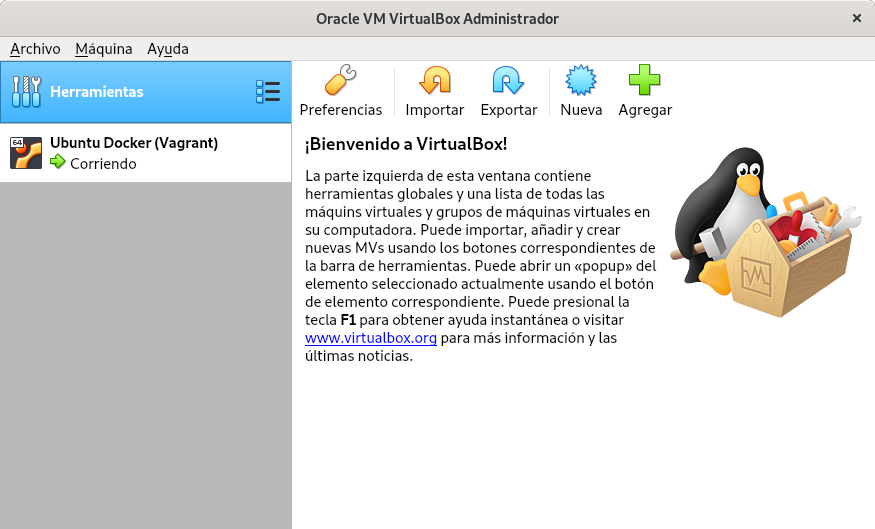 Oracle VM VirtualBox Administrador
Archivo Máquina Ayuda
Herramientas
Preferencias Importar Exportar Nueva Agregar
64
Ubuntu Docker (Vagrant)
Corriendo
¡Bienvenido a VirtualBox!
La parte izquierda de esta ventana contiene
herramientas globales y una lista de todas las
máquins virtuales y grupos de máquinas virtuales en
su computadora. Puede importar, añadir y crear
nuevas MVs usando los botones correspondientes de
la barra de herramientas. Puede abrir un «popup» del
elemento seleccionado actualmente usando el botón
de elemento correspondiente. Puede presional la
tecla F1 para obtener ayuda instantánea o visitar
www.virtualbox.org para más información y las
últimas noticias.